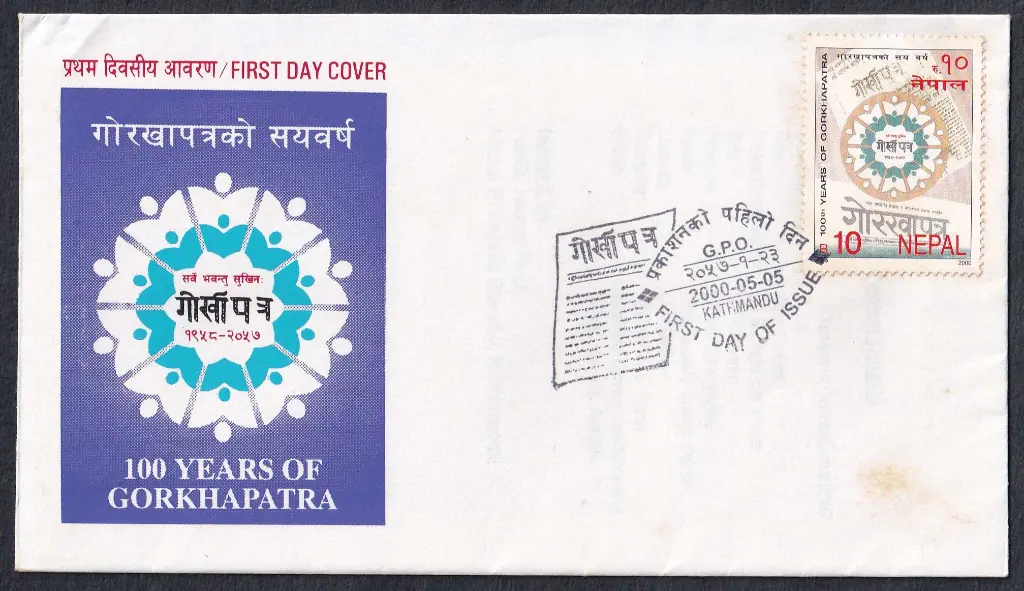 प्रथम दिवसीय आवरण/FIRST DAY COVER
गोरखापत्रको सयवर्ष
सर्वे भवन्तु सुखिनः
गोर्खा पत्र
१९५८-२०५७
100 YEARS OF
GORKHAPATRA
गोर्खा पत्र
प्रकाशनको पहिलो दिन
G.P.O.
२०५७-१-२३
2000-05-05
KATHMANDU
FIRST DAY OF ISSUE
100th YEARS OF GORKHAPATRA
गोरखापत्रको सय वर्ष
रु. १०
नेपाल
गोर्खा पत्र
गोर्खा पत्र
गोरखापत्र
10 NEPAL
2000